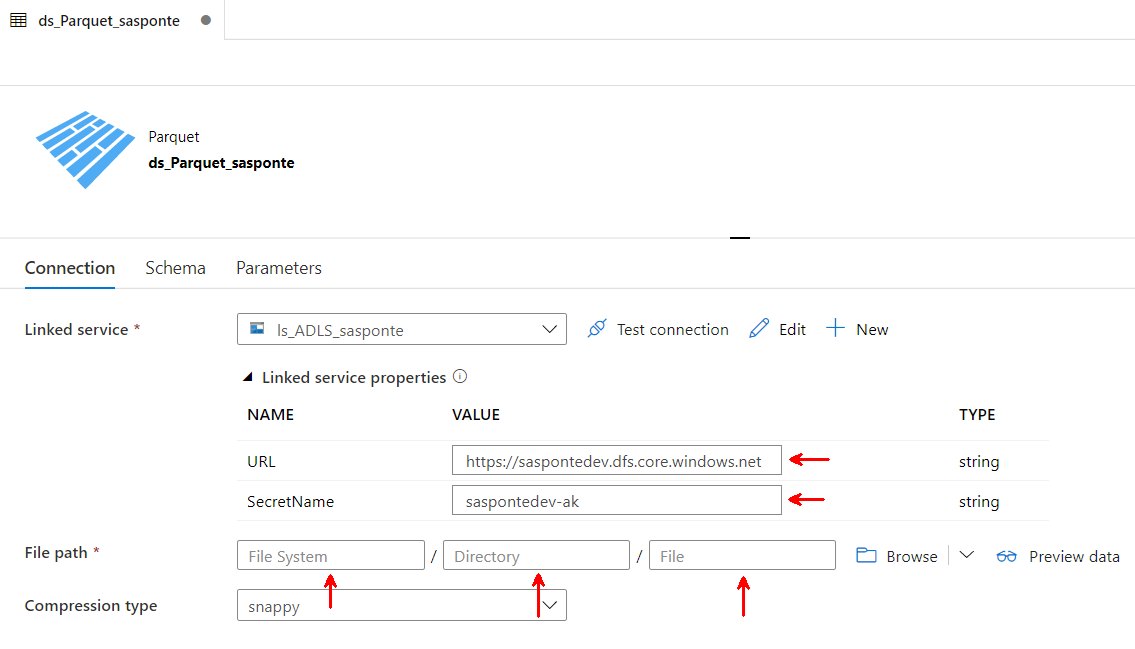 ds_Parquet_sasponte
Parquet
ds_Parquet_sasponte
Connection Schema Parameters
Linked service * ls_ADLS_sasponte Test connection Edit New
Linked service properties
NAME VALUE TYPE
URL https://saspontedev.dfs.core.windows.net string
SecretName saspontedev-ak string
File path * File System / Directory / File Browse Preview data
Compression type snappy